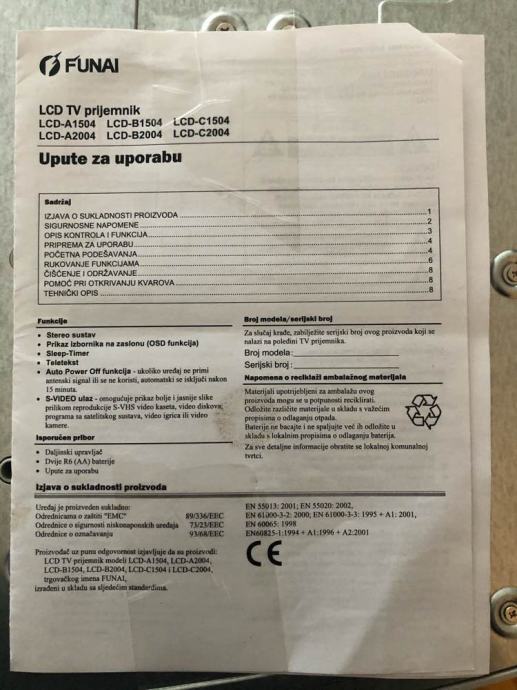 FUNAI
LCD TV prijemnik
LCD-A1504 LCD-B1504 LCD-C1504
LCD-A2004 LCD-B2004 LCD-C2004
Upute za uporabu
Sadržaj
IZJAVA O SUKLADNOSTI PROIZVODA 1
SIGURNOSNE NAPOMENE 2
OPIS KONTROLA I FUNKCIJA 3
PRIPREMA ZA UPORABU 4
POČETNA PODEŠAVANJA 4
RUKOVANJE FUNKCIJAMA 6
ČIŠĆENJE I ODRŽAVANJE 8
POMOĆ PRI OTKRIVANJU KVAROVA 8
TEHNIČKI OPIS 8
Funkcije
• Stereo sustav
• Prikaz izbornika na zaslonu (OSD funkcija)
• Sleep-Timer
• Teletekst
• Auto Power Off funkcija - ukoliko uređaj ne primi
antenski signal ili se ne koristi, automatski se isključi nakon
15 minuta.
• S-VIDEO ulaz - omogućuje prikaz bolje i jasnije slike
prilikom reprodukcije S-VHS video kaseta, video diskova,
programa sa satelitskog sustava, video igrica ili video
kamere.
Isporučen pribor
• Daljinski upravljač
• Dvije R6 (AA) baterije
• Upute za uporabu
Broj modela/serijski broj
Za slučaj krađe, zabilježite serijski broj ovog proizvoda koji se
nalazi na poleđini TV prijemnika.
Broj modela:
Serijski broj:
Napomena o reciklaži ambalažnog materijala
Materijali upotrijebljeni za ambalažu ovog
proizvoda mogu se u potpunosti reciklirati.
Odložite različite materijale u skladu s važećim
propisima o odlaganju otpada.
Baterije ne bacajte i ne spaljujte već ih odložite u
skladu s lokalnim propisima o odlaganju baterija.
Za sve detaljne informacije obratite se lokalnoj komunalnoj
tvrtci.
Izjava o sukladnosti proizvoda
Uređaj je proizveden sukladno:
Odrednicama o zaštiti "EMC" 89/336/EEC
Odrednice o sigurnosti niskonaponskih uređaja 73/23/EEC
Odrednice o označavanju 93/68/EEC
Proizvođač uz punu odgovornost izjavljuje da su proizvodi:
LCD TV prijemnik modeli LCD-A1504, LCD-A2004,
LCD-B1504, LCD-B2004, LCD-C1504 i LCD-C2004,
trgovačkog imena FUNAI,
izrađeni u skladu sa sljedećim standardima.
EN 55013: 2001; EN 55020: 2002,
EN 61000-3-2: 2000; EN 61000-3-3: 1995 + A1: 2001,
EN 60065: 1998
EN60825-1:1994 + A1:1996 + A2:2001
CE